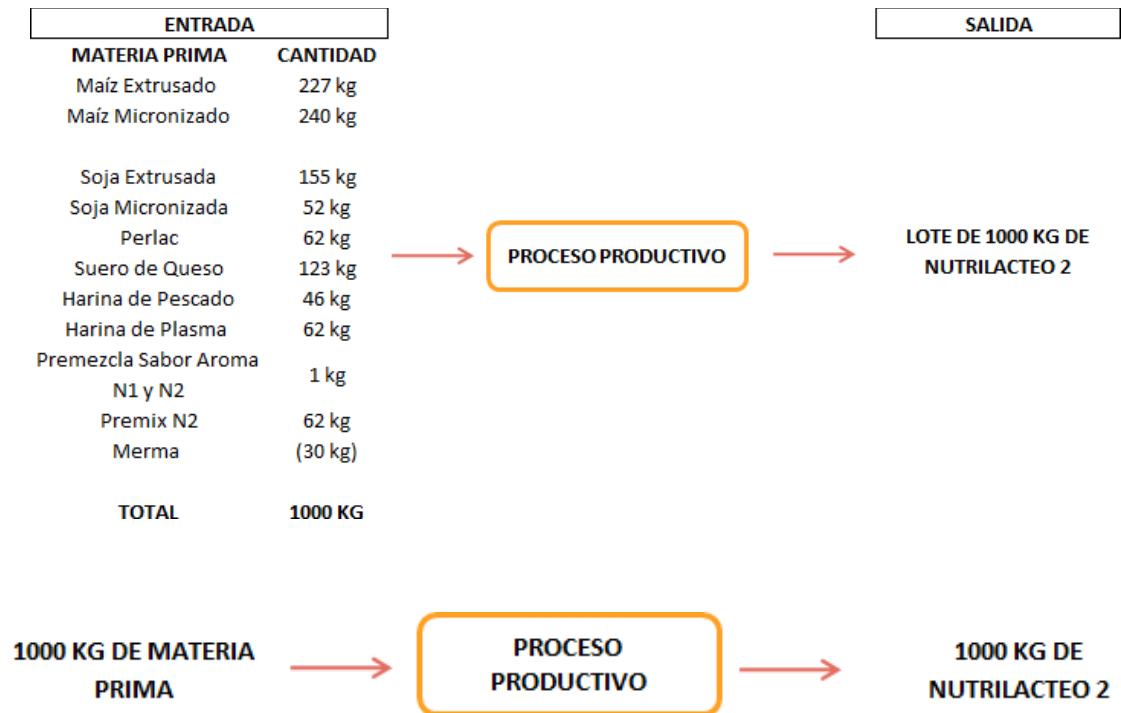 ENTRADA
SALIDA
MATERIA PRIMA CANTIDAD
Maíz Extrusado 227 kg
Maíz Micronizado 240 kg
Soja Extrusada 155 kg
Soja Micronizada 52 kg
Perlac 62 kg
Suero de Queso 123 kg
Harina de Pescado 46 kg
Harina de Plasma 62 kg
Premezcla Sabor Aroma
N1 y N2
1 kg
Premix N2 62 kg
Merma (30 kg)
TOTAL 1000 KG
PROCESO PRODUCTIVO
LOTE DE 1000 KG DE
NUTRILACTEO 2
1000 KG DE MATERIA
PRIMA
PROCESO
PRODUCTIVO
1000 KG DE
NUTRILACTEO 2